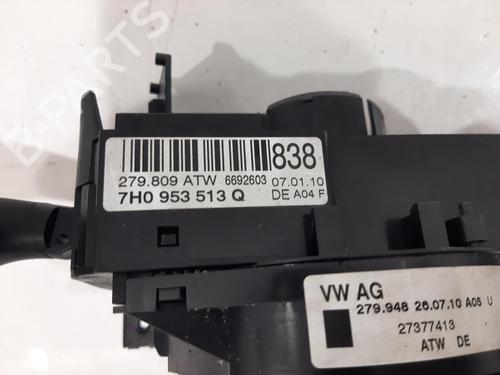 838
279.809 ATW 6692603 07.01.10
7H0 953 513 Q DE A04 F
VW AG
279.948 26.07.10 A05 U
27377413
ATW DE
B-PARTS